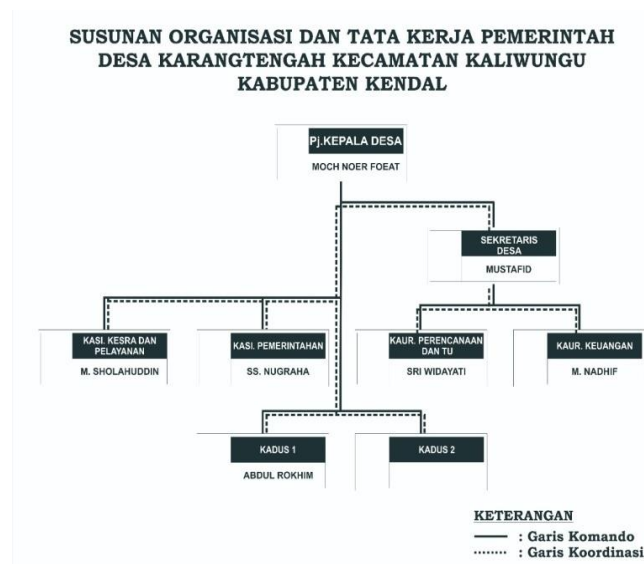 SUSUNAN ORGANISASI DAN TATA KERJA PEMERINTAH
DESA KARANGTENGAH KECAMATAN KALIWUNGU
KABUPATEN KENDAL
Pj.KEPALA DESA
MOCH NOER FOEAT
SEKRETARIS
DESA
MUSTAFID
KASI. KESRA DAN
PELAYANAN
M. SHOLAHUDDIN
KASI. PEMERINTAHAN
SS. NUGRAHA
KAUR. PERENCANAAN
DAN TU
SRI WIDAYATI
KAUR. KEUANGAN
M. NADHIF
KADUS 1
ABDUL ROKHIM
KADUS 2
KETERANGAN
: Garis Komando
: Garis Koordinasi